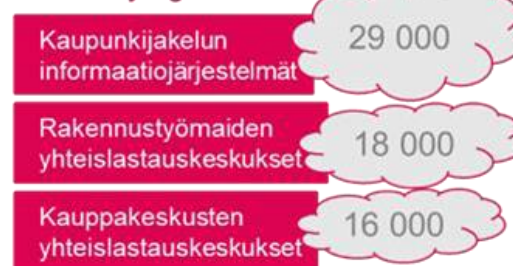 Kaupunkijakelun
informaatiojärjestelmät
29 000
Rakennustyömaiden
yhteislastauskeskukset
18 000
Kauppakeskusten
yhteislastauskeskukset
16 000